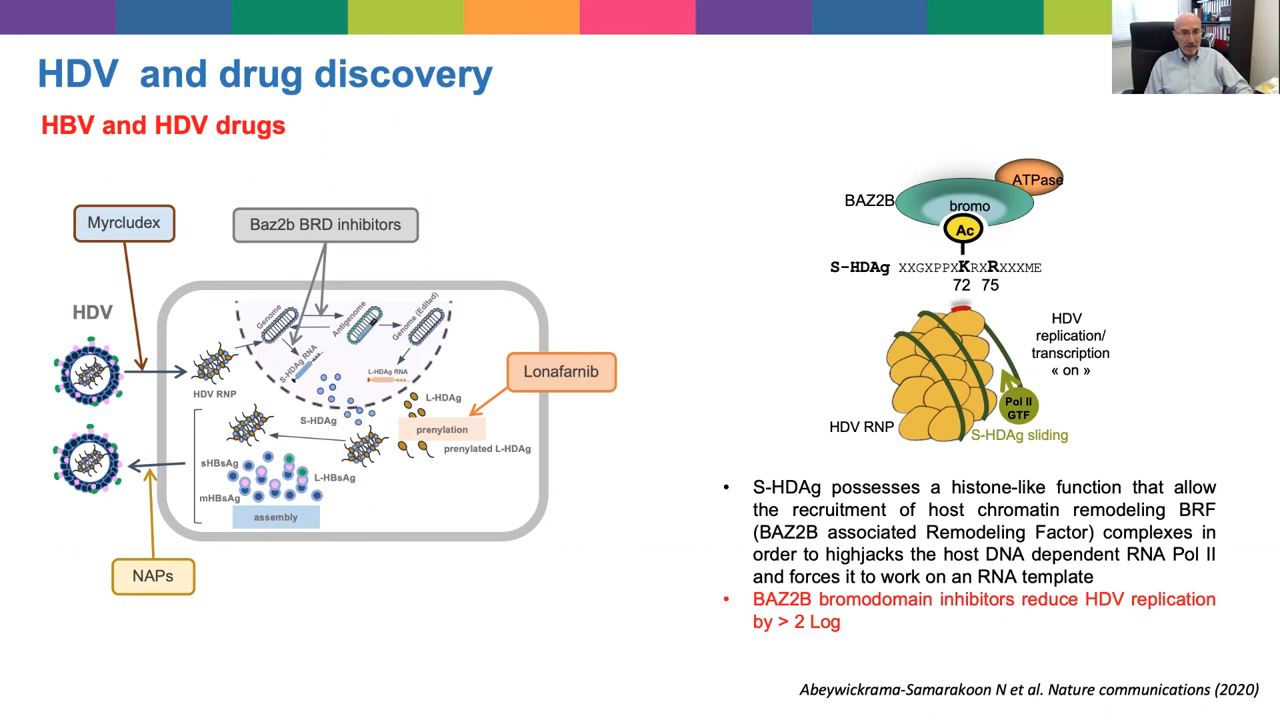 HDV and drug discovery
HBV and HDV drugs
Myrcludex
Baz2b BRD inhibitors
HDV
Genome
Antigenome
Genome (Edited)
S-HDAg RNA
L-HDAg RNA
HDV RNP
Lonafarnib
L-HDAg
S-HDAg
prenylation
prenylated L-HDAg
sHBsAg
L-HBsAg
mHBsAg
assembly
NAPs
ATPase
BAZ2B
bromo
Ac
S-HDAg XXGXPPXKRXRXXXME
72 75
HDV
replication/
transcription
« on »
Pol II
GTF
HDV RNP
S-HDAg sliding
• S-HDAg possesses a histone-like function that allow
the recruitment of host chromatin remodeling BRF
(BAZ2B associated Remodeling Factor) complexes in
order to highjacks the host DNA dependent RNA Pol II
and forces it to work on an RNA template
• BAZ2B bromodomain inhibitors reduce HDV replication
by > 2 Log
Abeywickrama-Samarakoon N et al. Nature communications (2020)